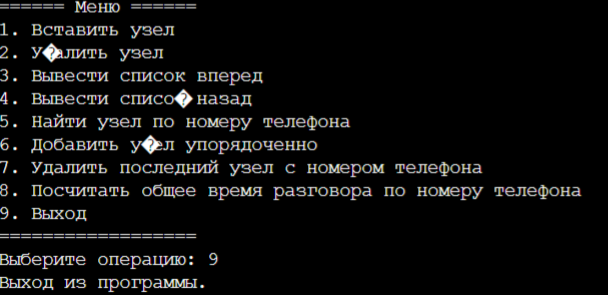 ====== Меню ======
1. Вставить узел
2. У�алить узел
3. Вывести список вперед
4. Вывести списо� назад
5. Найти узел по номеру телефона
6. Добавить у�ел упорядоченно
7. Удалить последний узел с номером телефона
8. Посчитать общее время разговора по номеру телефона
9. Выход
==================
Выберите операцию: 9
Выход из программы.